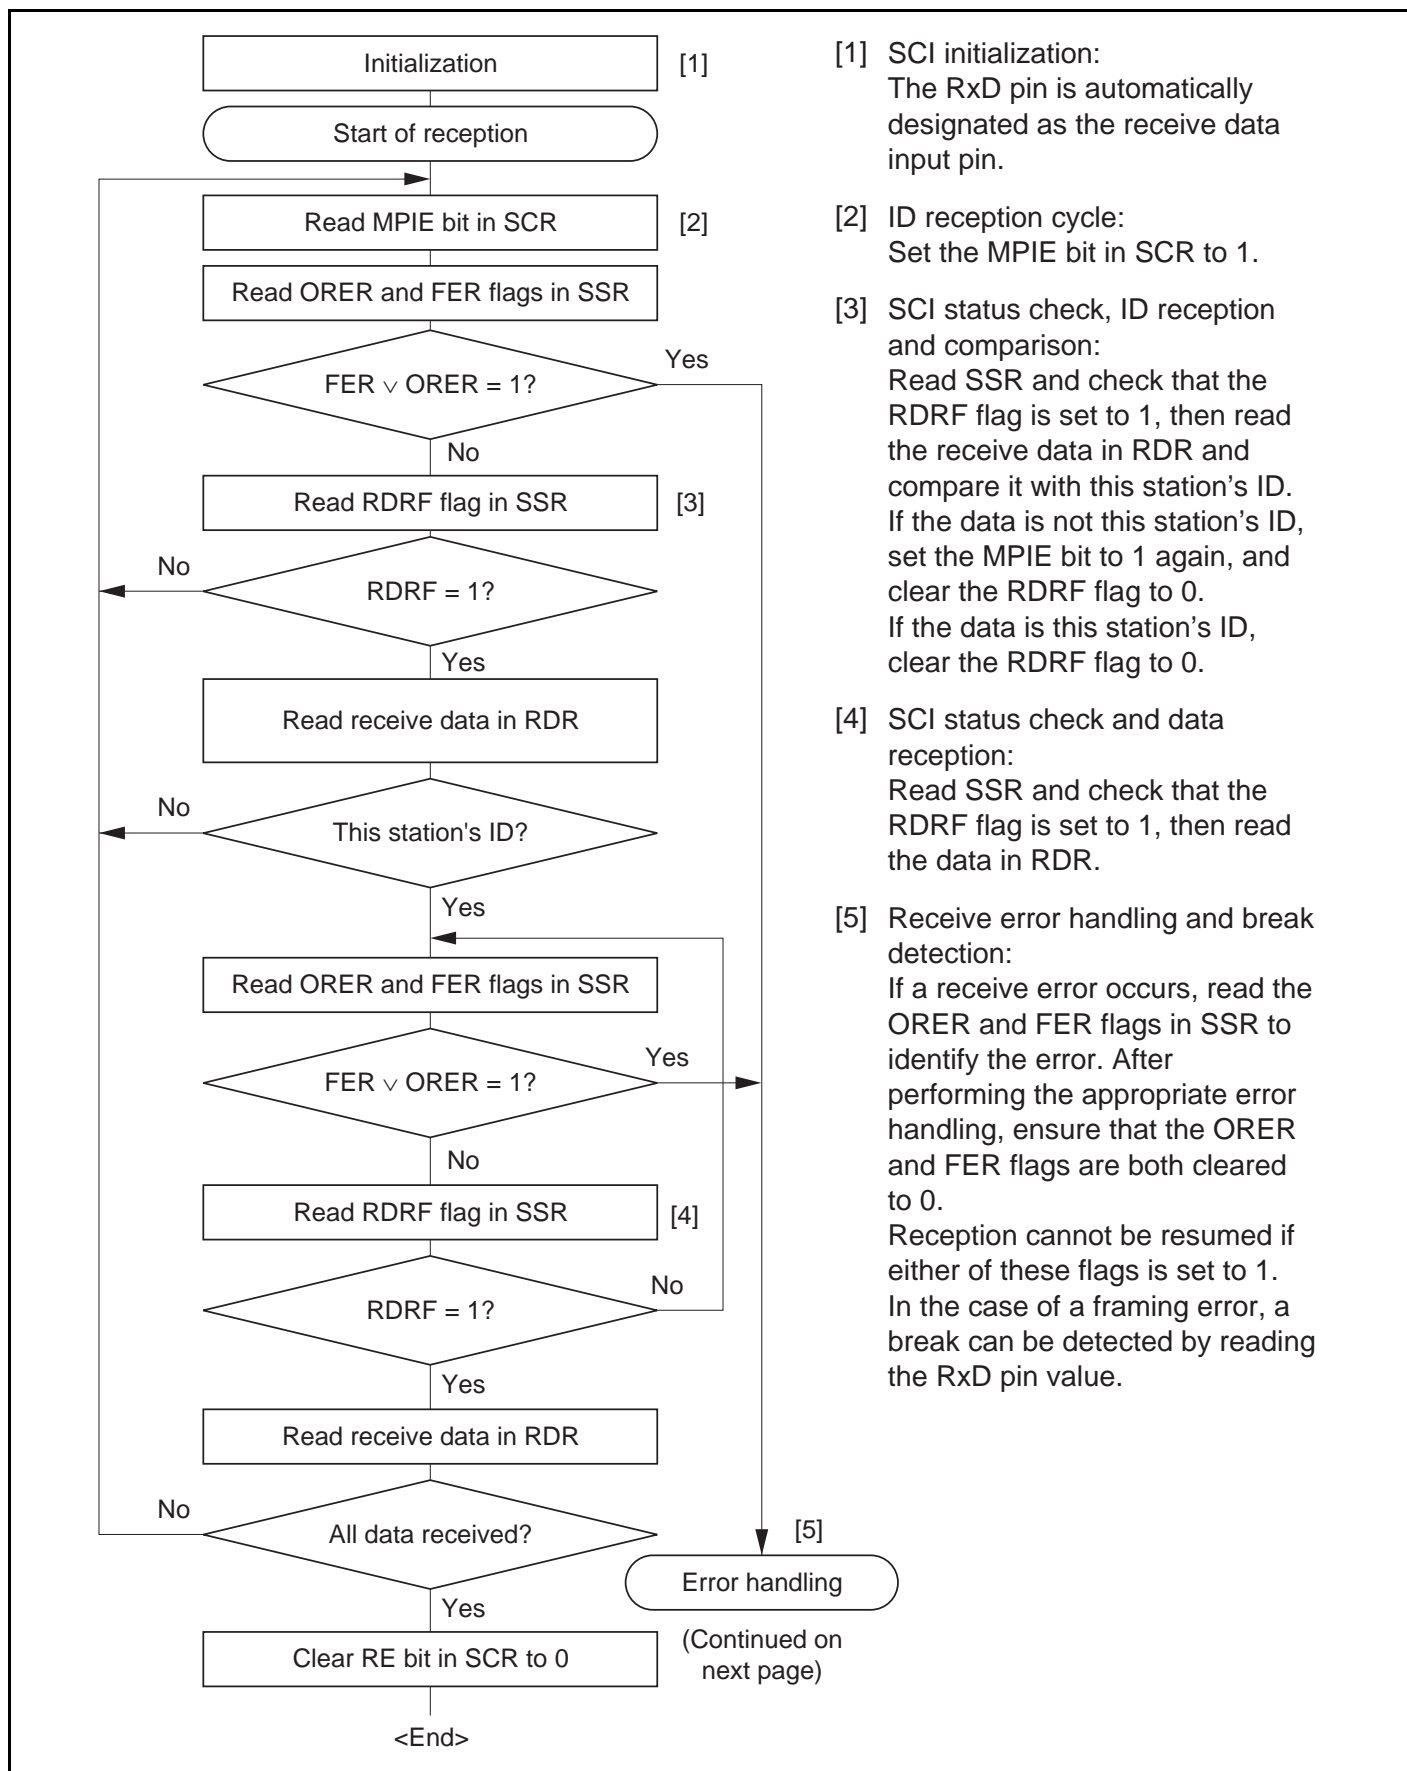 Initialization
[1]
Start of reception
Read MPIE bit in SCR
[2]
Read ORER and FER flags in SSR
FER ∨ ORER = 1?
Yes
No
Read RDRF flag in SSR
[3]
No
RDRF = 1?
Yes
Read receive data in RDR
No
This station's ID?
Yes
Read ORER and FER flags in SSR
FER ∨ ORER = 1?
Yes
No
Read RDRF flag in SSR
[4]
RDRF = 1?
No
Yes
Read receive data in RDR
No
All data received?
Yes
Clear RE bit in SCR to 0
<End>
[5]
Error handling
(Continued on
next page)
[1] SCI initialization:
The RxD pin is automatically
designated as the receive data
input pin.
[2] ID reception cycle:
Set the MPIE bit in SCR to 1.
[3] SCI status check, ID reception
and comparison:
Read SSR and check that the
RDRF flag is set to 1, then read
the receive data in RDR and
compare it with this station's ID.
If the data is not this station's ID,
set the MPIE bit to 1 again, and
clear the RDRF flag to 0.
If the data is this station's ID,
clear the RDRF flag to 0.
[4] SCI status check and data
reception:
Read SSR and check that the
RDRF flag is set to 1, then read
the data in RDR.
[5] Receive error handling and break
detection:
If a receive error occurs, read the
ORER and FER flags in SSR to
identify the error. After
performing the appropriate error
handling, ensure that the ORER
and FER flags are both cleared
to 0.
Reception cannot be resumed if
either of these flags is set to 1.
In the case of a framing error, a
break can be detected by reading
the RxD pin value.